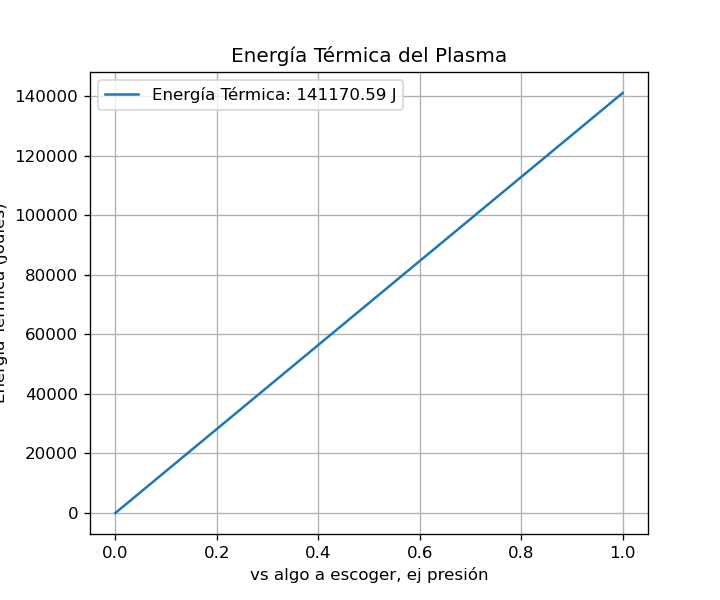 Energía Térmica del Plasma
Energía Térmica: 141170.59 J
140000
120000
100000
80000
60000
40000
20000
0
0.0 0.2 0.4 0.6 0.8 1.0
vs algo a escoger, ej presión